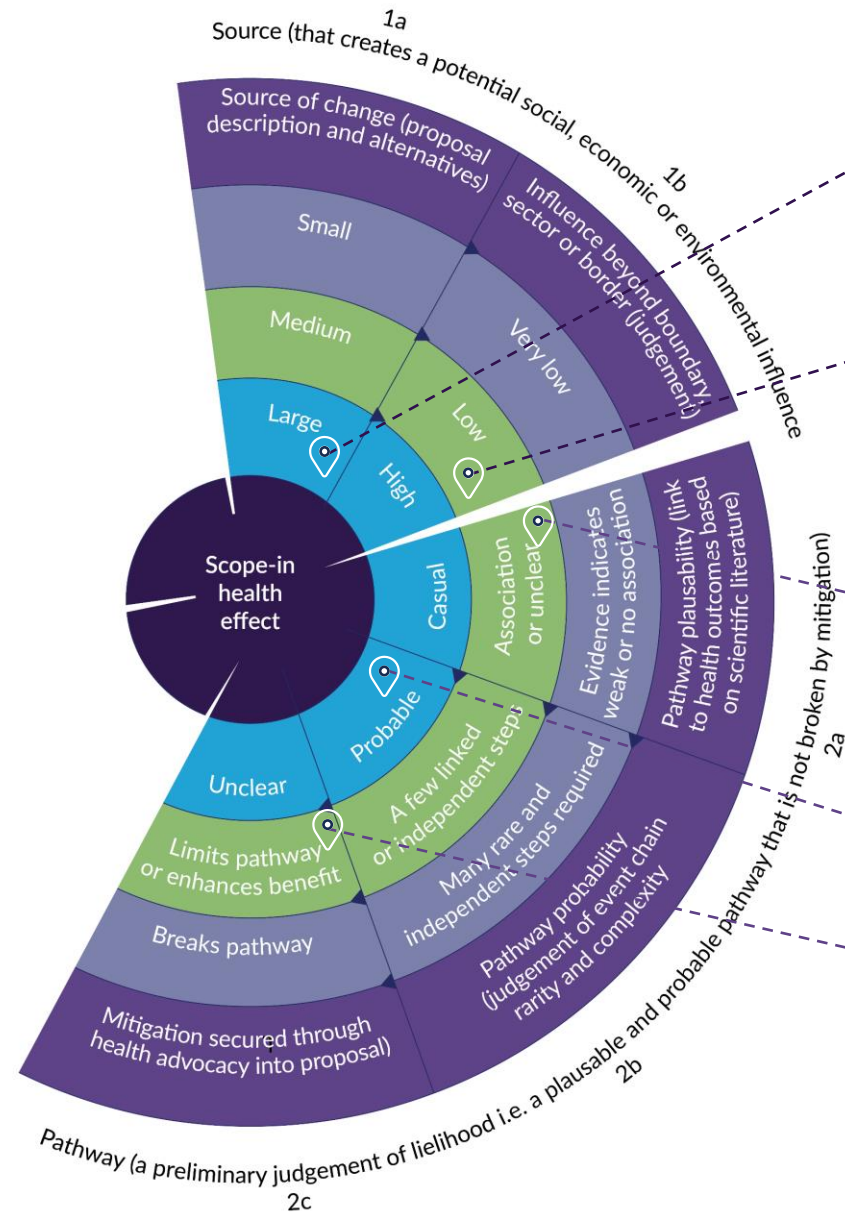 1a
Source (that creates a potential social, economic or environmental influence
1b
Source of change (proposal
description and alternatives)
Small
Medium
Large
Influence beyond boundary,
sector or border (judgement)
Very low
Low
High
Scope-in
health
effect
Casual
Association
or unclear
Evidence indicates
weak or no association
Pathway plausability (link
to health outcomes based
on scientific literature)
Probable
A few linked
or independent steps
Many rare and
independent steps required
Pathway probability
(judgement of event chain
rarity and complexity
Unclear
Limits pathway
or enhances benefit
Breaks pathway
Mitigation secured through
health advocacy into proposal)
Pathway (a preliminary judgement of lielihood i.e. a plausable and probable pathway that is not broken by mitigation)
2a
2b
2c